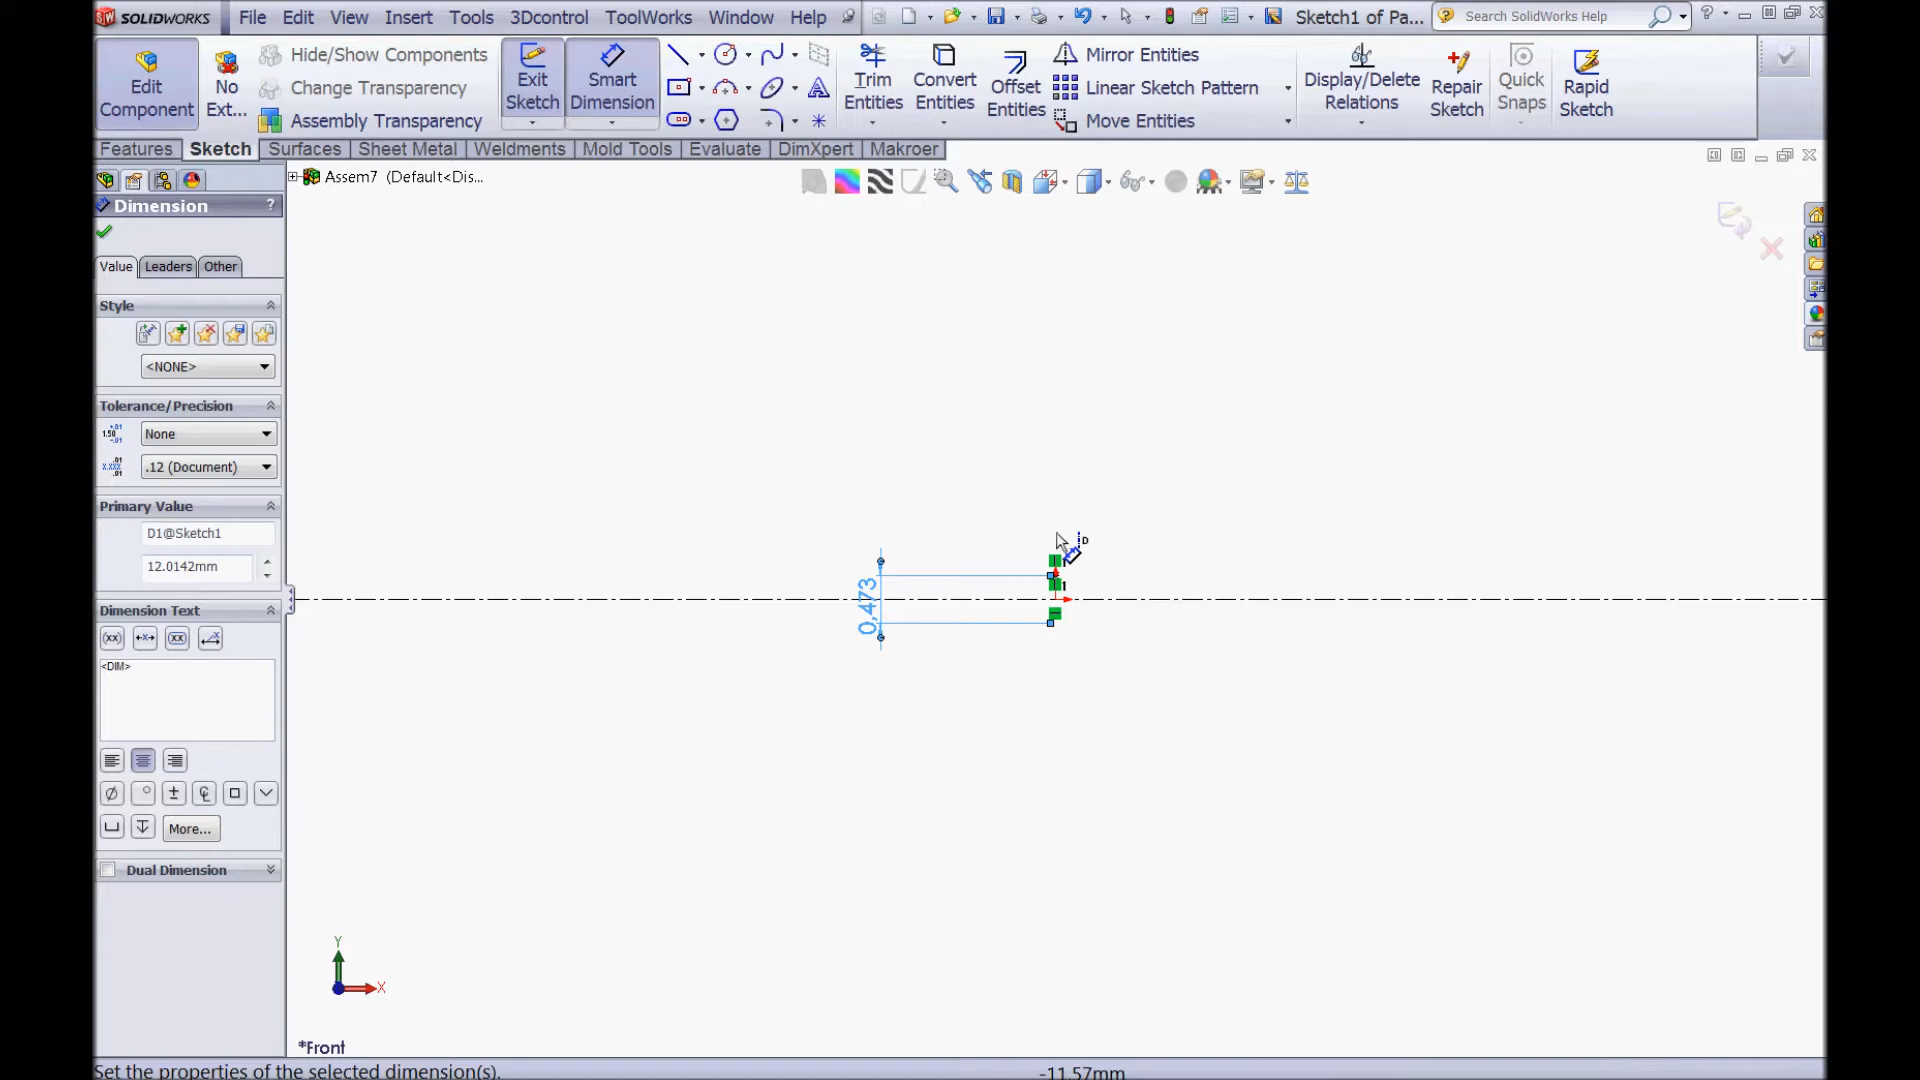 SOLIDWORKS File Edit View Insert Tools 3Dcontrol ToolWorks Window Help Sketch1 of Pa... Search SolidWorks Help
Edit Component
No Ext...
Hide/Show Components
Change Transparency
Assembly Transparency
Exit Sketch
Smart Dimension
Trim Entities
Convert Entities
Offset Entities
Mirror Entities
Linear Sketch Pattern
Move Entities
Display/Delete Relations
Repair Sketch
Quick Snaps
Rapid Sketch
Features Sketch Surfaces Sheet Metal Weldments Mold Tools Evaluate DimXpert Makroer
Assem7 (Default<Dis...
Dimension ?
Value Leaders Other
Style
<NONE>
Tolerance/Precision
None
.12 (Document)
Primary Value
D1@Sketch1
12.0142mm
Dimension Text
(xx) (xx)
<DIM>
More...
Dual Dimension
0,473
D
1
1
Y
X
*Front
Set the properties of the selected dimension(s).
-11.57mm